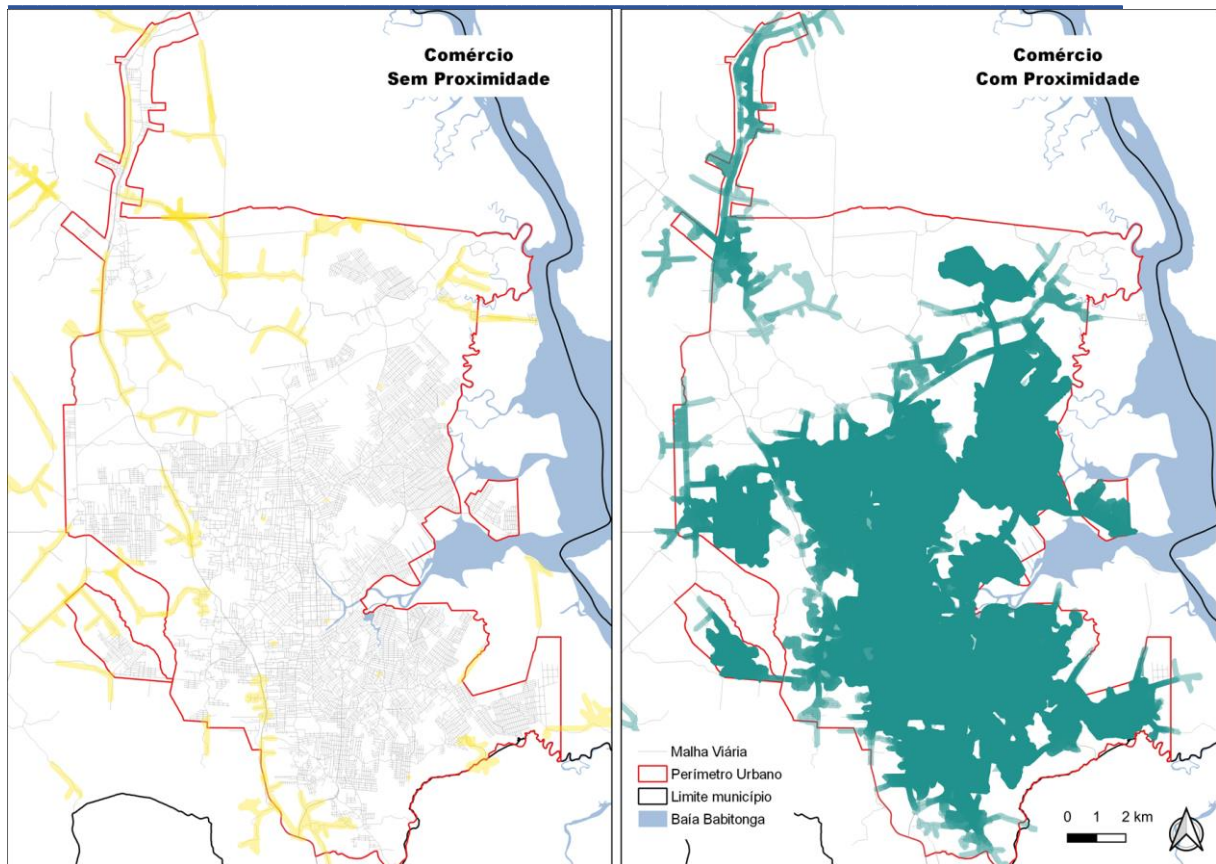 Comércio
Sem Proximidade
Comércio
Com Proximidade
Malha Viária
Perímetro Urbano
Limite município
Baía Babitonga
0 1 2 km